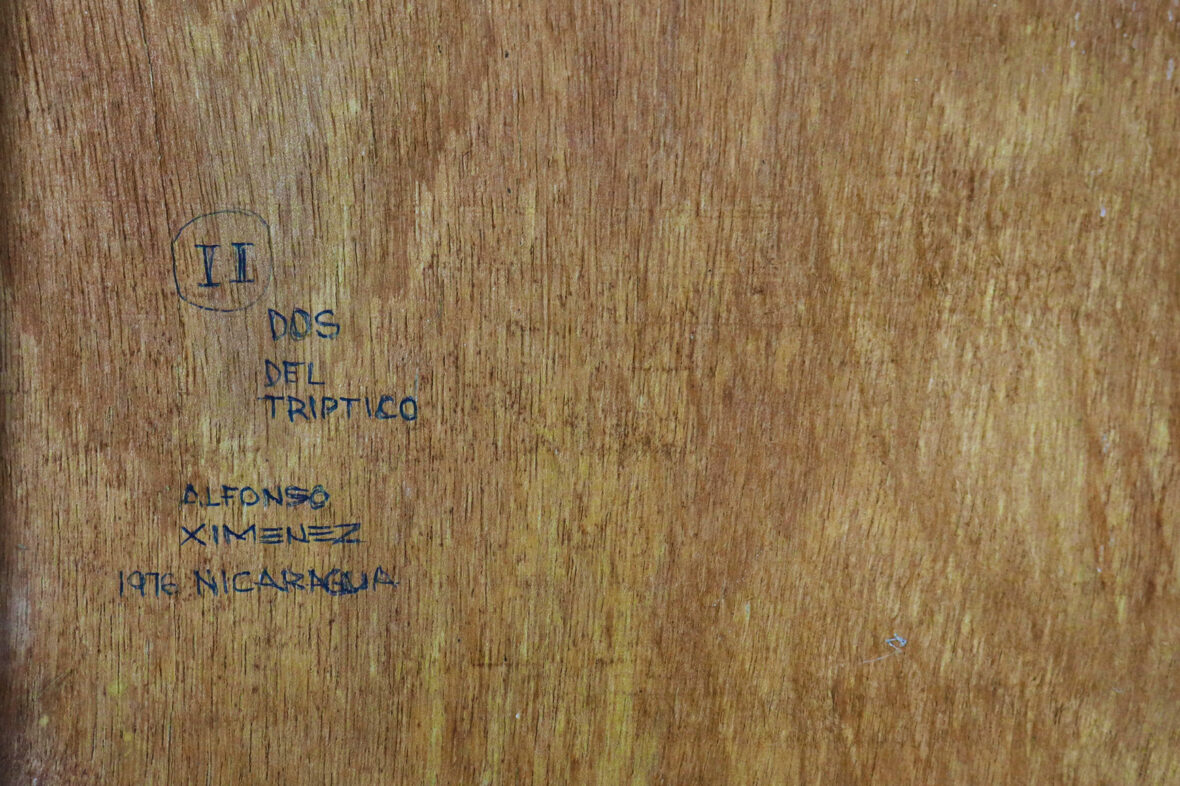 II
DOS
DEL
TRIPTICO
ALFONSO
XIMENEZ
1976 NICARAGUA